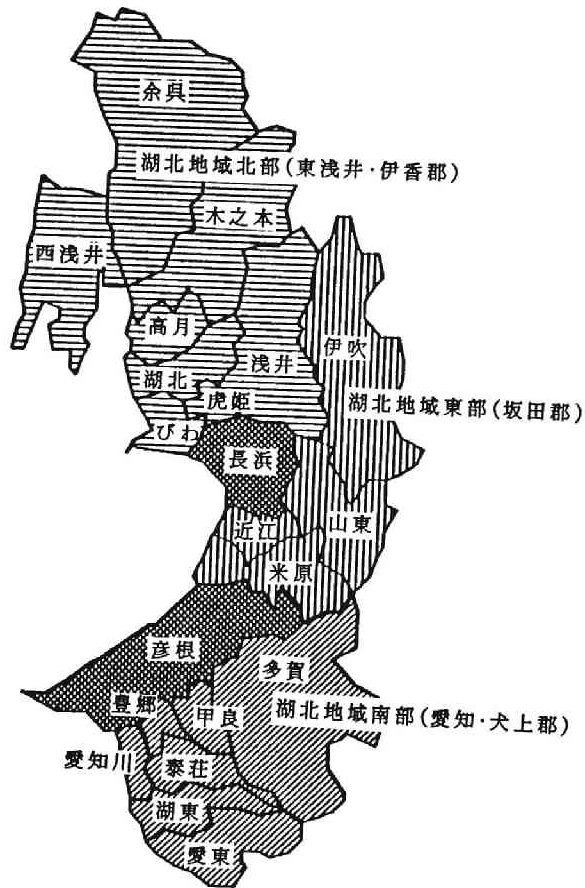 余呉
湖北地域北部(東浅井・伊香郡)
木之本
西浅井
高月
浅井
伊吹
湖北
虎姫
湖北地域東部(坂田郡)
びわ
長浜
近江
山東
米原
彦根
多賀
豊郷
甲良
湖北地域南部(愛知・犬上郡)
愛知川
泰荘
湖東
愛東